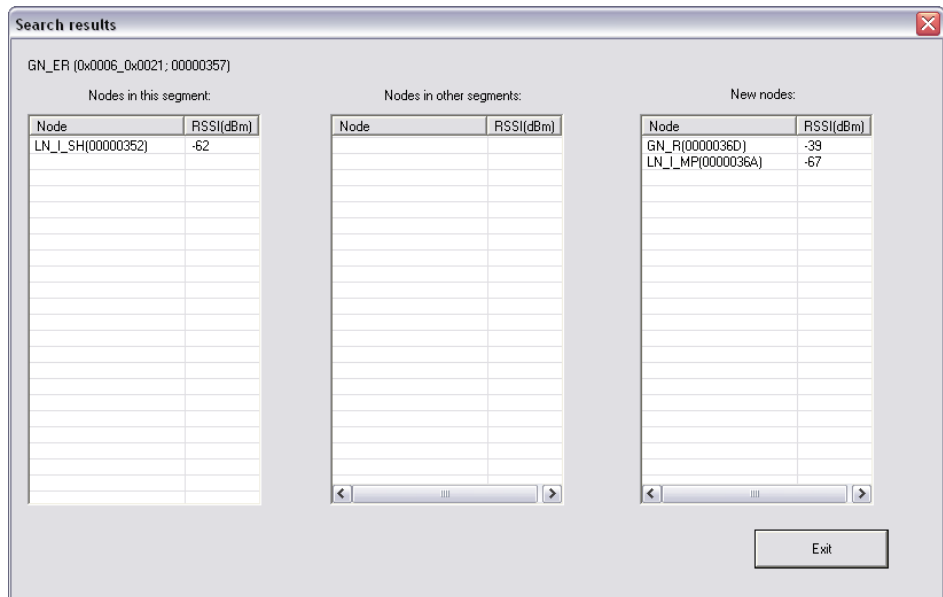 Search results
GN_ER (0x0006_0x0021; 00000357)
Nodes in this segment:
Node RSSI(dBm)
LN_I_SH(00000352) -62
Nodes in other segments:
Node RSSI(dBm)
New nodes:
Node RSSI(dBm)
GN_R(0000036D) -39
LN_I_MP(0000036A) -67
Exit